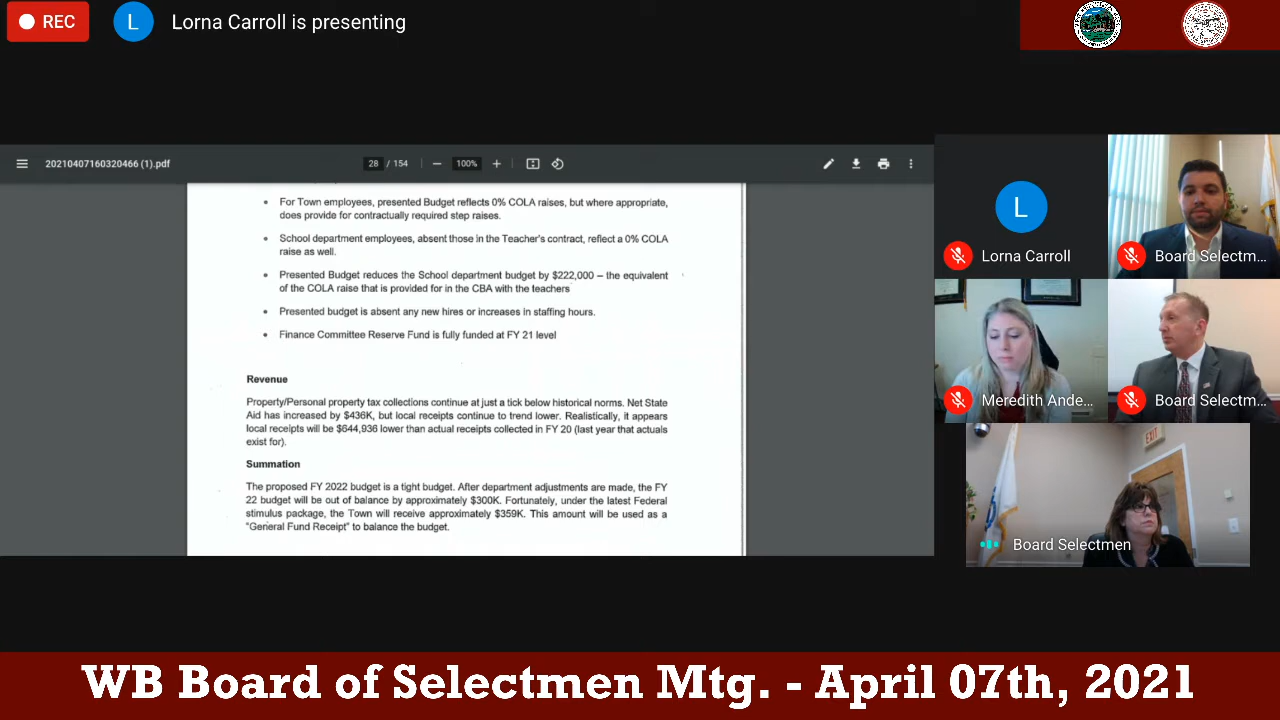 REC
L
Lorna Carroll is presenting
20210407160320466 (1).pdf
28 / 154
100%
• For Town employees, presented Budget reflects 0% COLA raises, but where appropriate,
does provide for contractually required step raises.
• School department employees, absent those in the Teacher's contract, reflect a 0% COLA
raise as well.
• Presented Budget reduces the School department budget by $222,000 – the equivalent
of the COLA raise that is provided for in the CBA with the teachers
• Presented budget is absent any new hires or increases in staffing hours.
• Finance Committee Reserve Fund is fully funded at FY 21 level
Revenue
Property/Personal property tax collections continue at just a tick below historical norms. Net State
Aid has increased by $436K, but local receipts continue to trend lower. Realistically, it appears
local receipts will be $644,936 lower than actual receipts collected in FY 20 (last year that actuals
exist for).
Summation
The proposed FY 2022 budget is a tight budget. After department adjustments are made, the FY
22 budget will be out of balance by approximately $300K. Fortunately, under the latest Federal
stimulus package, the Town will receive approximately $359K. This amount will be used as a
"General Fund Receipt" to balance the budget.
L
Lorna Carroll
Board Selectm...
Meredith Ande...
Board Selectm...
EXIT
Board Selectmen
WB Board of Selectmen Mtg. - April 07th, 2021